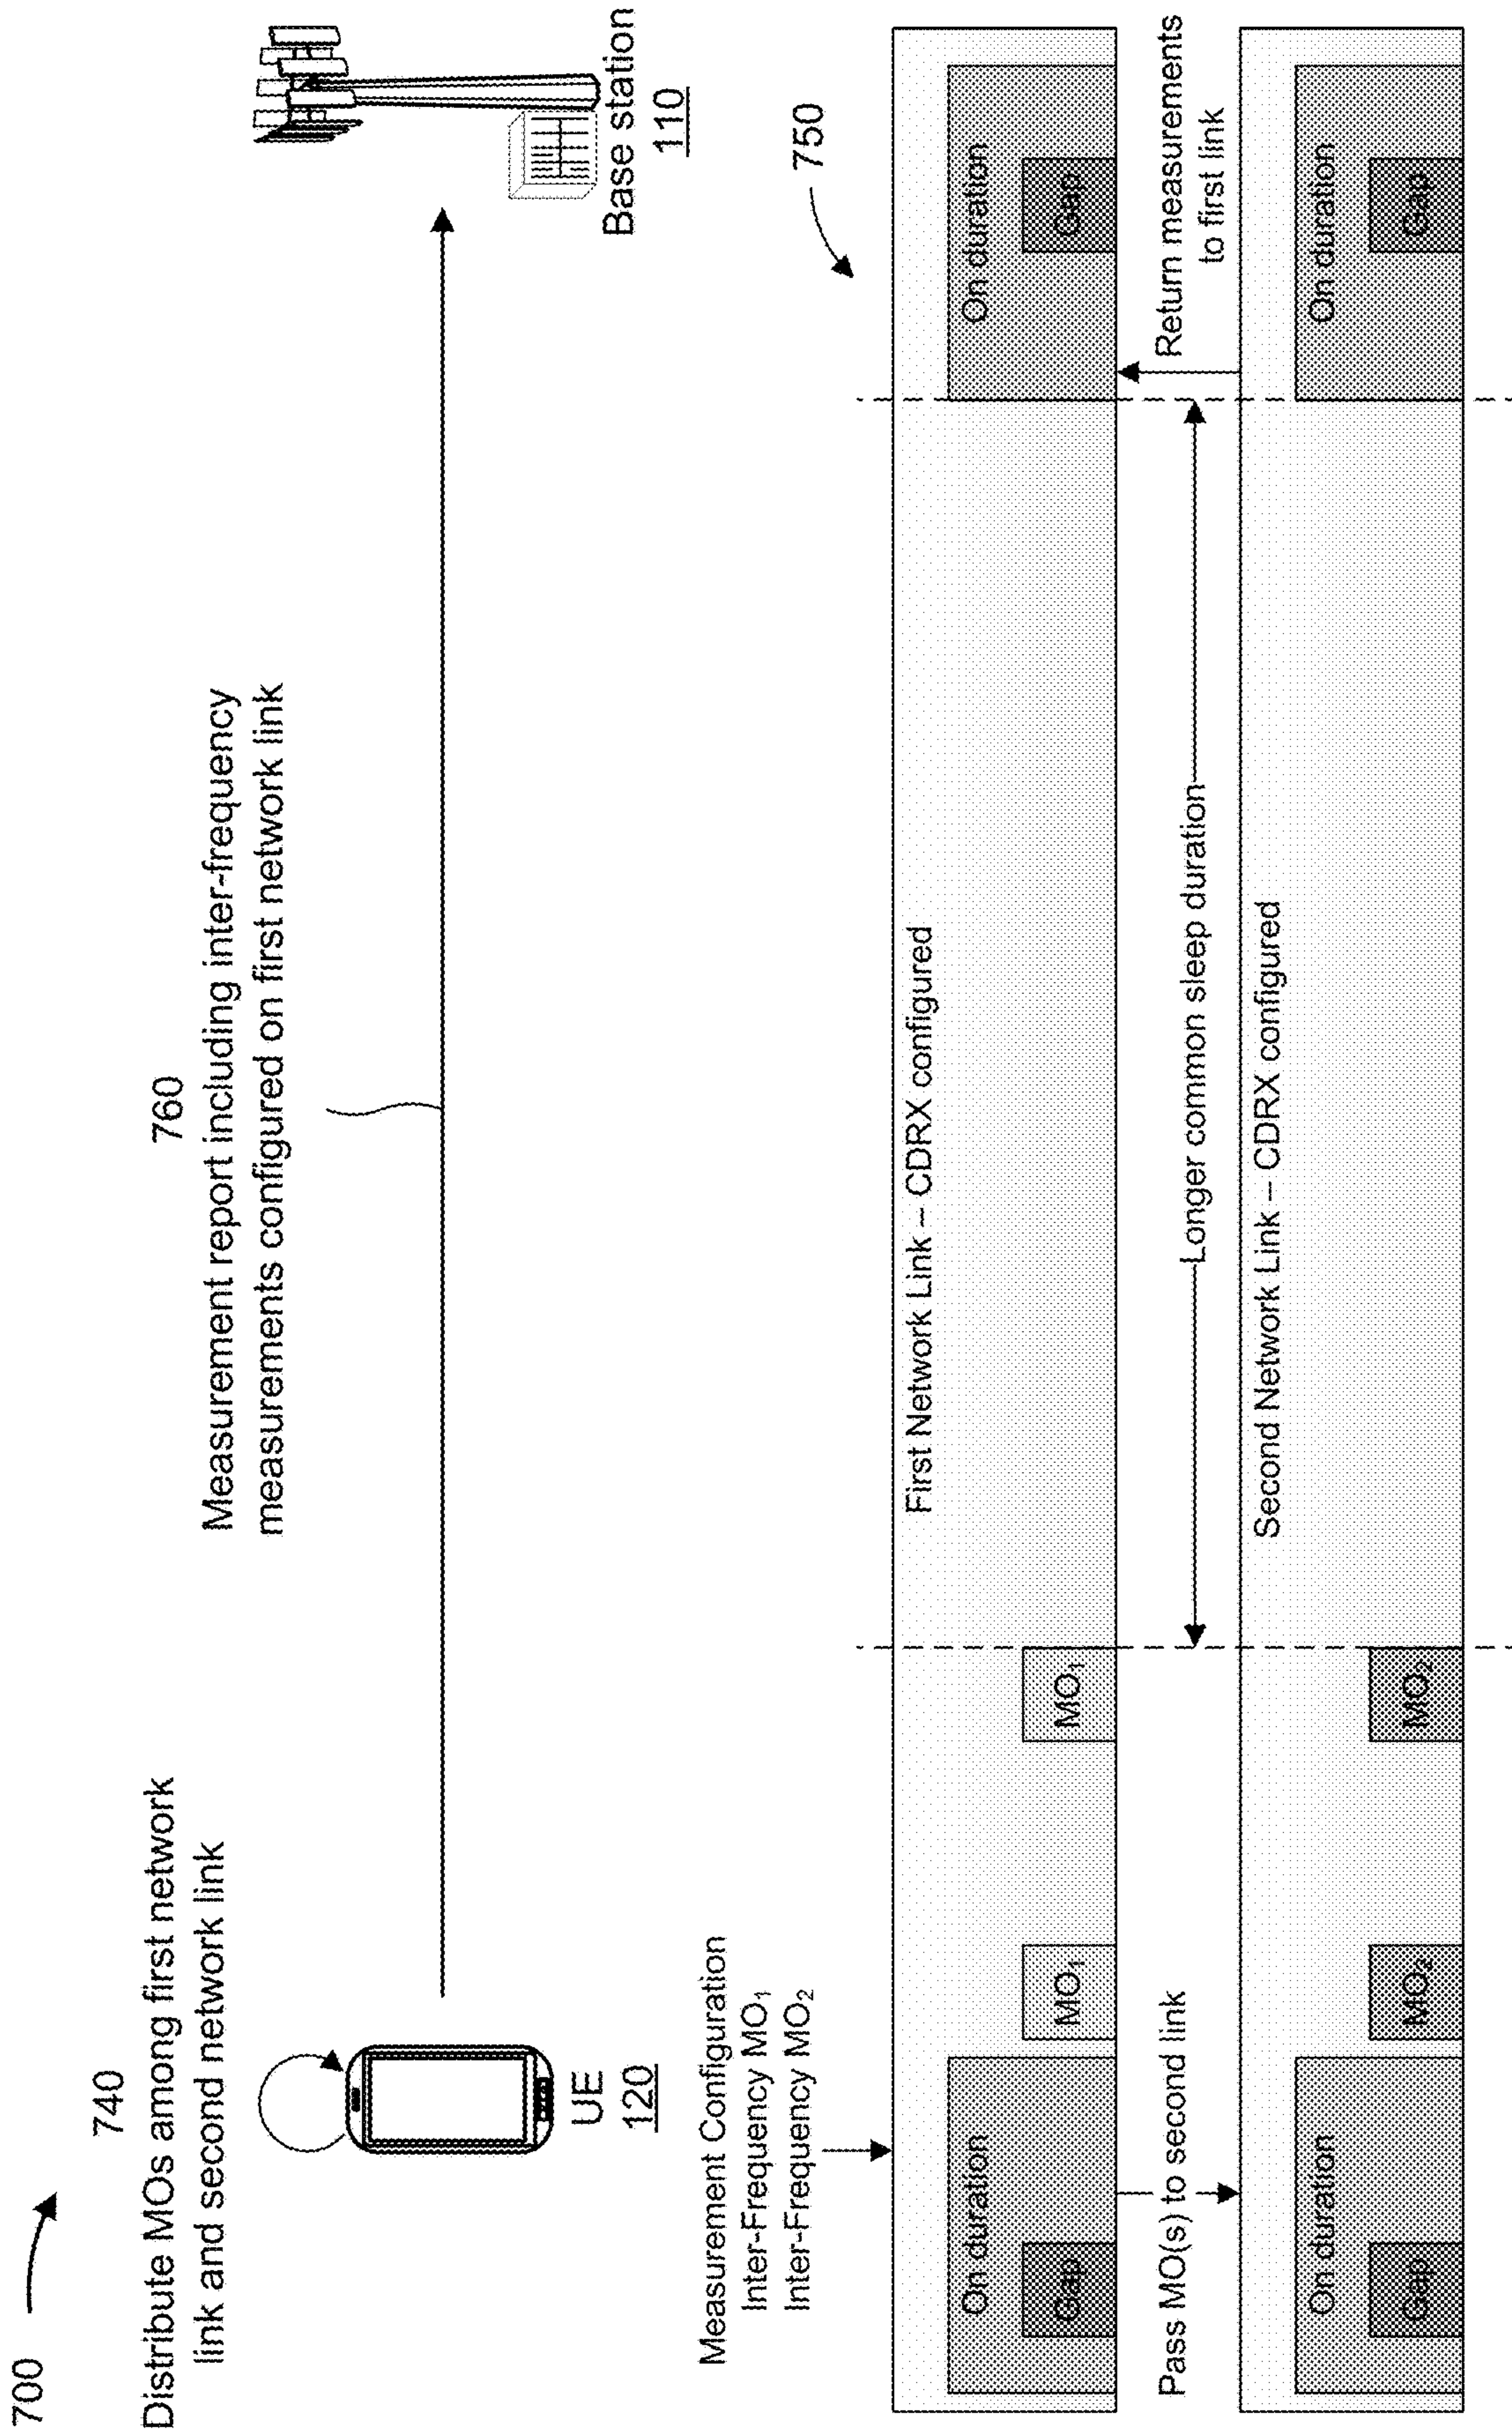 700
740
Distribute MOs among first network
link and second network link
760
Measurement report including inter-frequency
measurements configured on first network link
UE
120
Base station
110
Measurement Configuration
Inter-Frequency MO₁
Inter-Frequency MO₂
750
First Network Link – CDRX configured
On duration
Gap
MO₁
MO₁
On duration
Gap
Pass MO(s) to second link
Longer common sleep duration
Return measurements
to first link
Second Network Link – CDRX configured
On duration
Gap
MO₂
MO₂
On duration
Gap